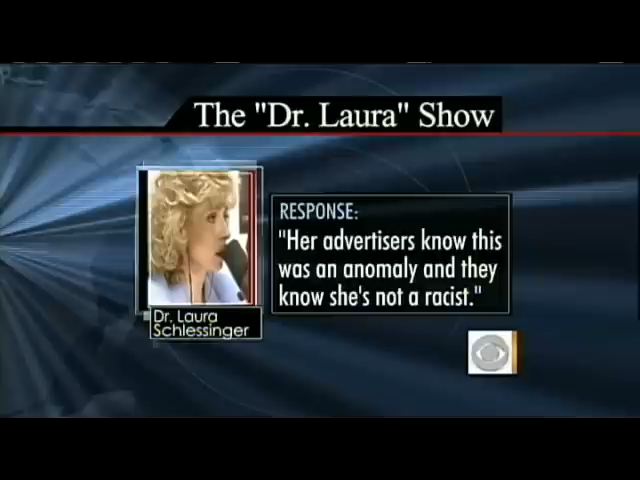 The "Dr. Laura" Show
RESPONSE:
"Her advertisers know this
was an anomaly and they
know she's not a racist."
Dr. Laura
Schlessinger